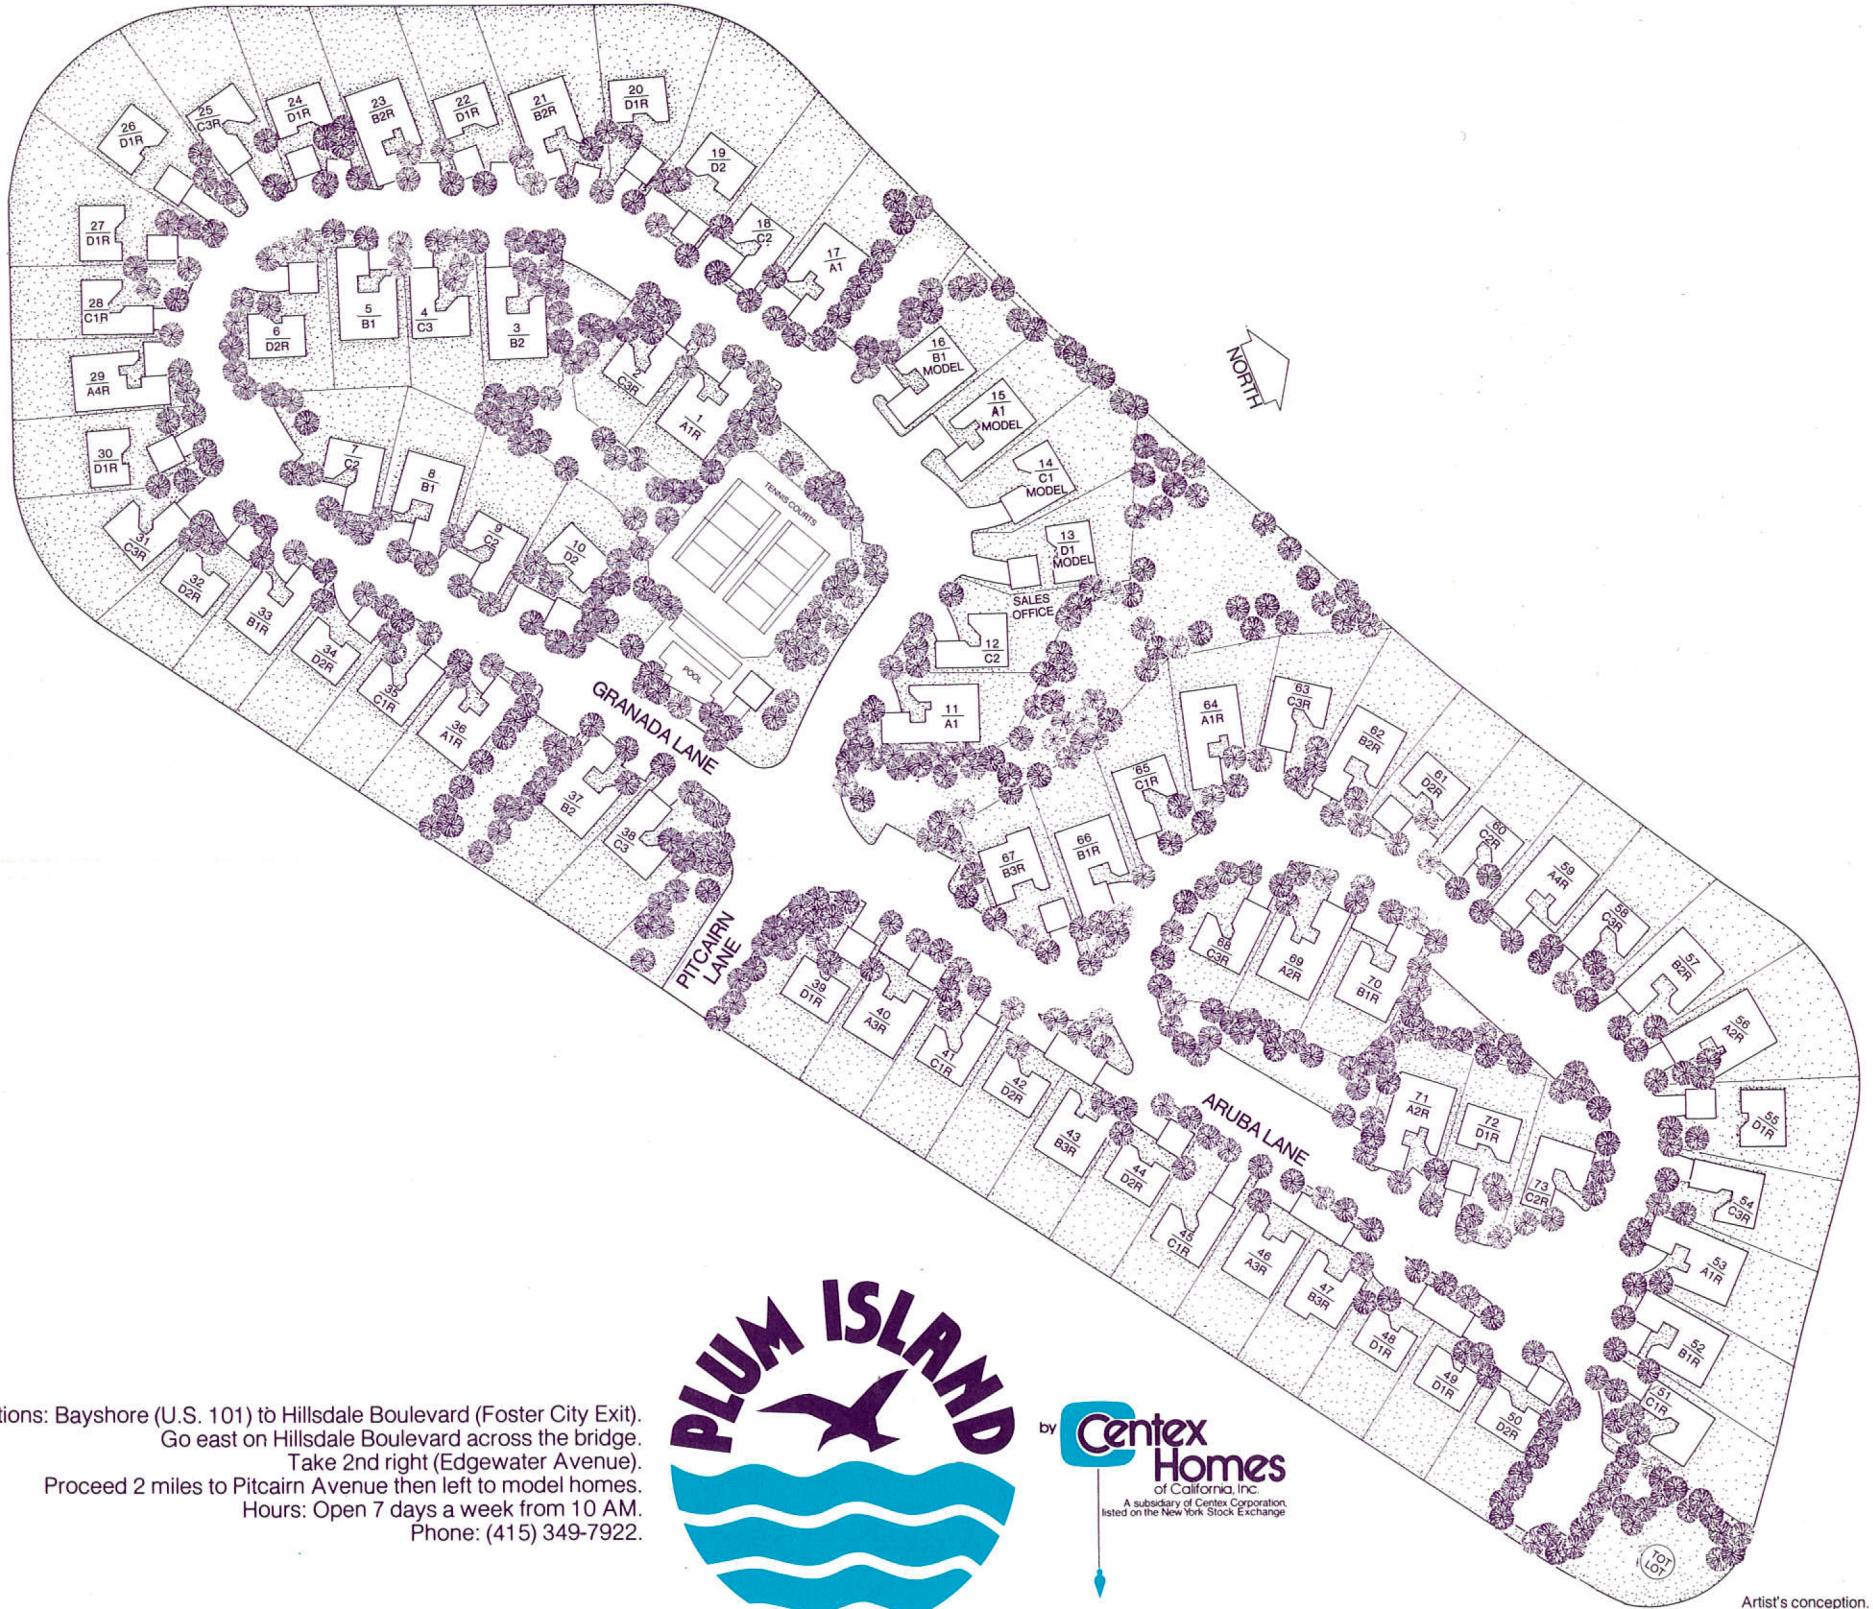 20
D1R
21
B2R
22
D1R
23
B2R
24
D1R
25
C3R
26
D1R
19
D2
18
C2
17
A1
27
D1R
28
C1R
29
A4R
30
D1R
31
C3R
32
D2R
33
B1R
34
D2R
35
C1R
36
A1R
37
B2
38
C3
6
D2R
5
B1
4
C3
3
B2
2
C3R
1
A1R
7
C2
8
B1
9
C2
10
D2
TENNIS COURTS
POOL
16
B1
MODEL
15
A1
MODEL
14
C1
MODEL
13
D1
MODEL
SALES
OFFICE
12
C2
11
A1
NORTH
GRANADA LANE
PITCAIRN
LANE
64
A1R
63
C3R
62
B2R
61
D2R
60
C2R
59
A4R
58
C3R
57
B2R
56
A2R
55
D1R
54
C3R
53
A1R
52
B1R
51
C1R
65
C1R
66
B1R
67
B3R
68
C3R
69
A2R
70
B1R
71
A2R
72
D1R
73
C2R
ARUBA LANE
39
D1R
40
A3R
41
C1R
42
D2R
43
B3R
44
D2R
45
C1R
46
A3R
47
B3R
48
D1R
49
D1R
50
D2R
TOT
LOT
tions: Bayshore (U.S. 101) to Hillsdale Boulevard (Foster City Exit).
Go east on Hillsdale Boulevard across the bridge.
Take 2nd right (Edgewater Avenue).
Proceed 2 miles to Pitcairn Avenue then left to model homes.
Hours: Open 7 days a week from 10 AM.
Phone: (415) 349-7922.
PLUM ISLAND
by Centex
Homes
of California, Inc.
A subsidiary of Centex Corporation,
listed on the New York Stock Exchange
Artist's conception.